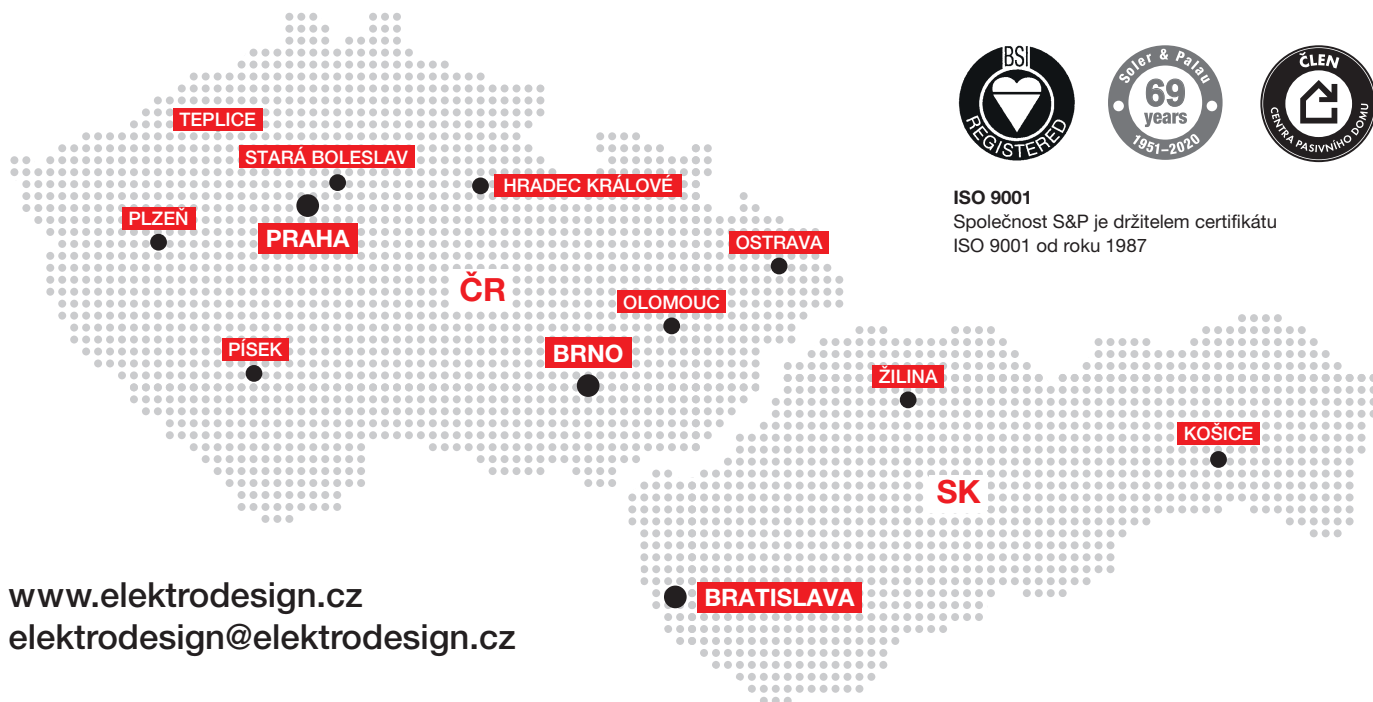 BSI
REGISTERED
Soler & Palau
69
years
1951–2020
ČLEN
CENTRA PASIVNÍHO DOMU
ISO 9001
Společnost S&P je držitelem certifikátu
ISO 9001 od roku 1987
TEPLICE
STARÁ BOLESLAV
HRADEC KRÁLOVÉ
PLZEŇ
PRAHA
OSTRAVA
ČR
OLOMOUC
PÍSEK
BRNO
ŽILINA
KOŠICE
SK
BRATISLAVA
www.elektrodesign.cz
elektrodesign@elektrodesign.cz